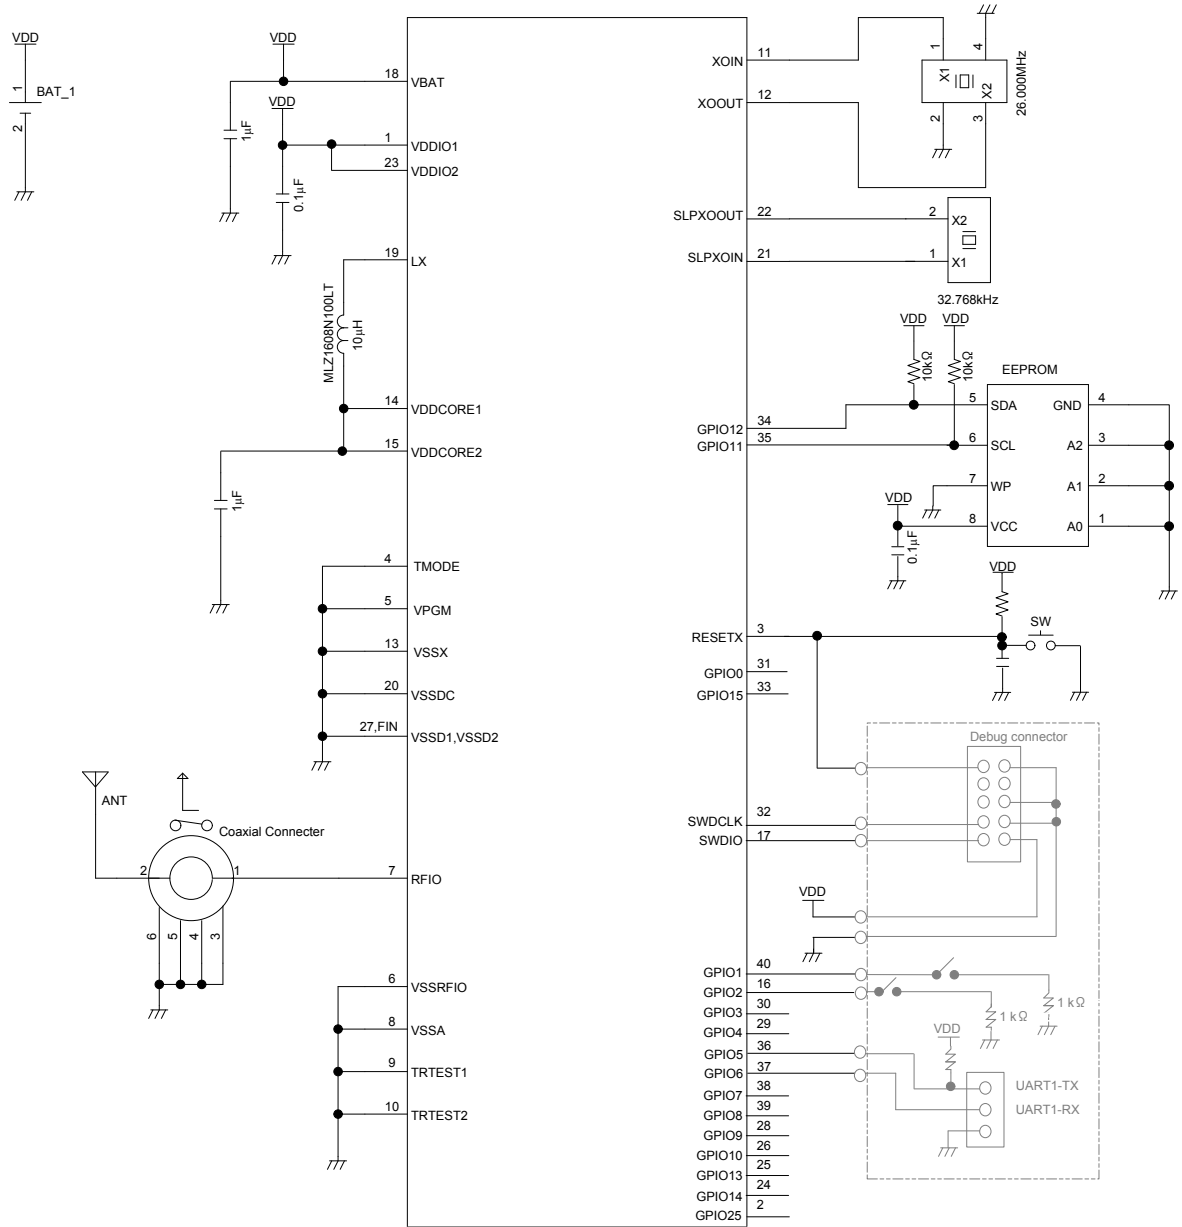 VDD
1
BAT_1
2
VDD
18
VBAT
1µF
VDD
1
VDDIO1
23
VDDIO2
0.1µF
19
LX
MLZ1608N100LT
10µH
14
VDDCORE1
15
VDDCORE2
1µF
4
TMODE
5
VPGM
13
VSSX
20
VSSDC
27,FIN
VSSD1,VSSD2
ANT
Coaxial Connecter
2
1
7
RFIO
6
5
4
3
6
VSSRFIO
8
VSSA
9
TRTEST1
10
TRTEST2
XOIN
11
XOOUT
12
1
4
X1
X2
2
3
26.000MHz
SLPXOOUT
22
2
X2
SLPXOIN
21
1
X1
32.768kHz
VDD
VDD
10kΩ
10kΩ
EEPROM
GPIO12
34
5
SDA
GND
4
GPIO11
35
6
SCL
A2
3
7
WP
A1
2
VDD
8
VCC
A0
1
0.1µF
VDD
RESETX
3
SW
GPIO0
31
GPIO15
33
Debug connector
SWDCLK
32
SWDIO
17
VDD
GPIO1
40
GPIO2
16
GPIO3
30
GPIO4
29
GPIO5
36
GPIO6
37
GPIO7
38
GPIO8
39
GPIO9
28
GPIO10
26
GPIO13
25
GPIO14
24
GPIO25
2
1 kΩ
1 kΩ
VDD
UART1-TX
UART1-RX